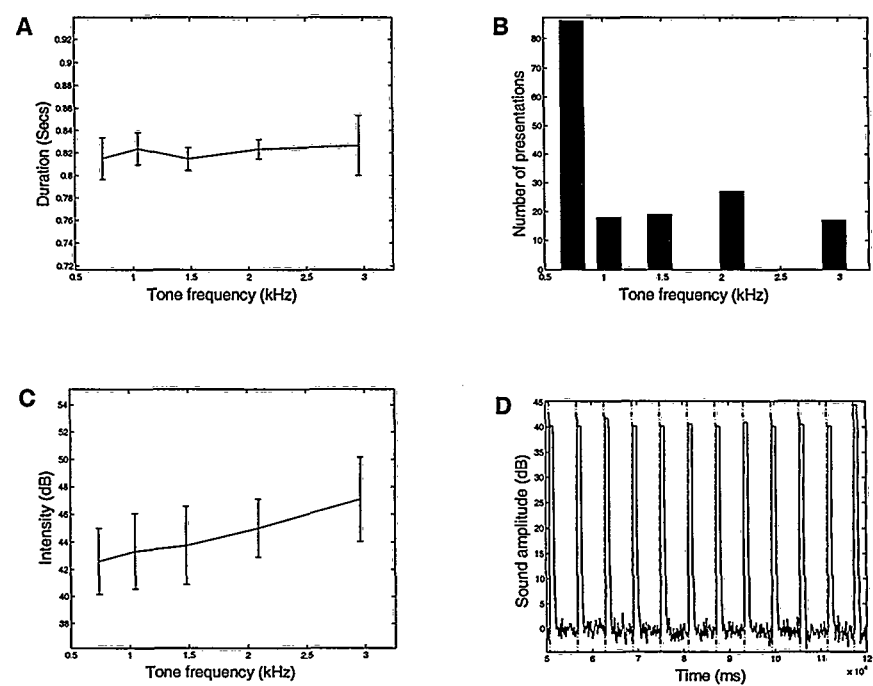 A
0.92
0.9
0.88
0.86
0.84
0.82
0.8
0.78
0.76
0.74
0.72
Duration (Secs)
0.5 1 1.5 2 2.5 3
Tone frequency (kHz)
B
80
70
60
50
40
30
20
10
0
Number of presentations
0.5 1 1.5 2 2.5 3
Tone frequency (kHz)
C
54
52
50
48
46
44
42
40
38
Intensity (dB)
0.5 1 1.5 2 2.5 3
Tone frequency (kHz)
D
45
40
35
30
25
20
15
10
5
0
Sound amplitude (dB)
5 6 7 8 9 10 11 12
x 10⁴
Time (ms)